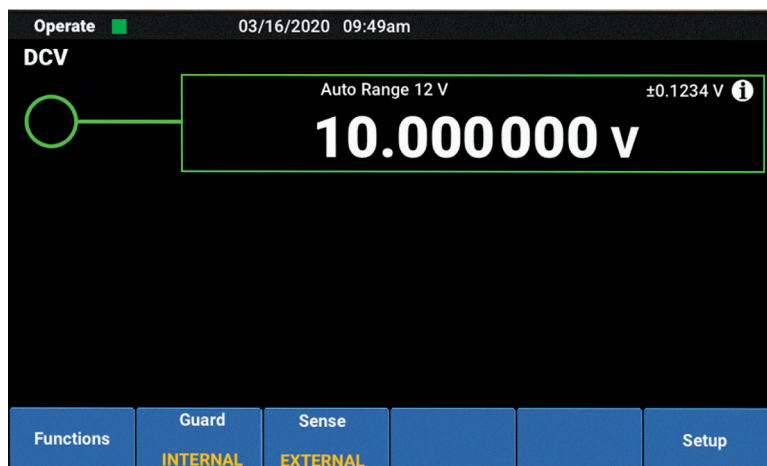 Operate 03/16/2020 09:49am
DCV
Auto Range 12 V ±0.1234 V i
10.000000 V
Functions Guard Sense Setup
INTERNAL EXTERNAL